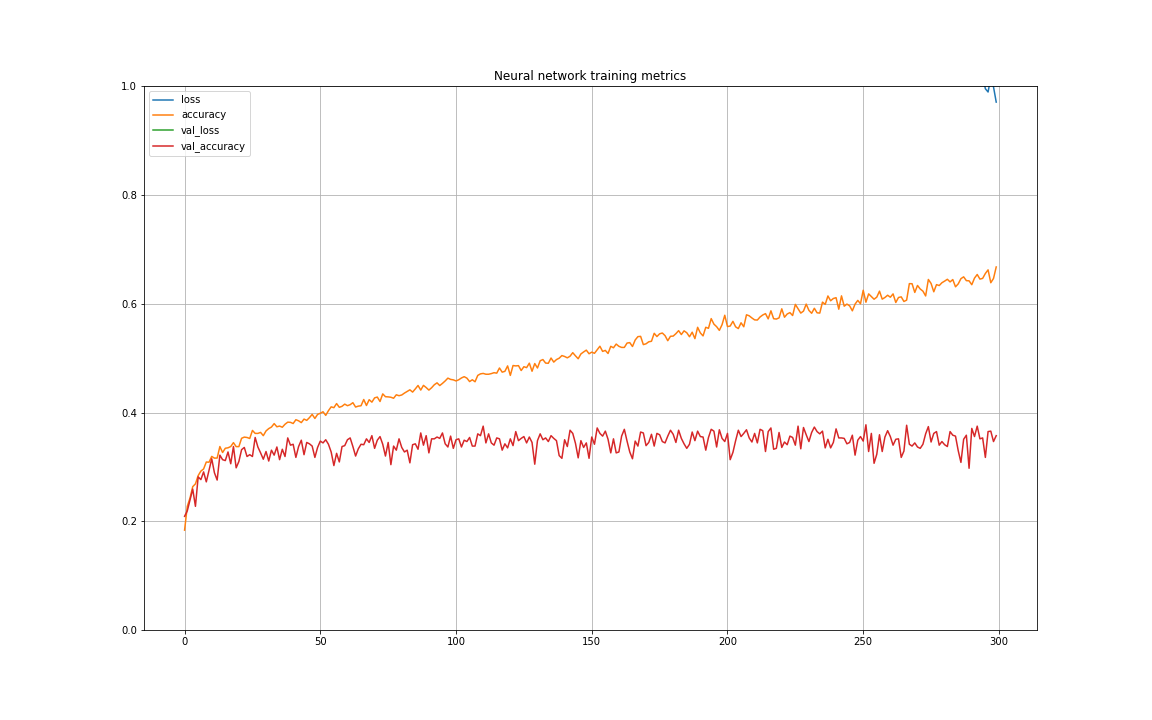 Neural network training metrics
1.0
0.8
0.6
0.4
0.2
0.0
loss
accuracy
val_loss
val_accuracy
0 50 100 150 200 250 300